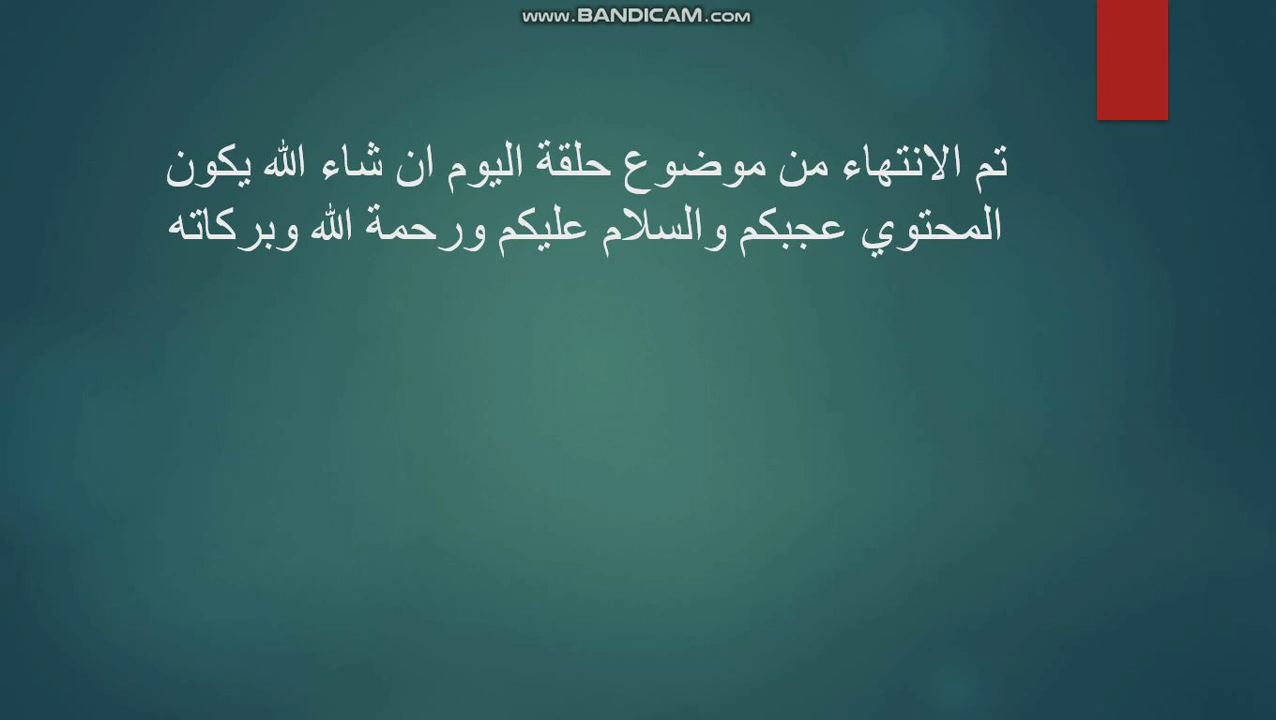 www.BANDICAM.com
تم الانتهاء من موضوع حلقة اليوم ان شاء الله يكون
المحتوي عجبكم والسلام عليكم ورحمة الله وبركاته